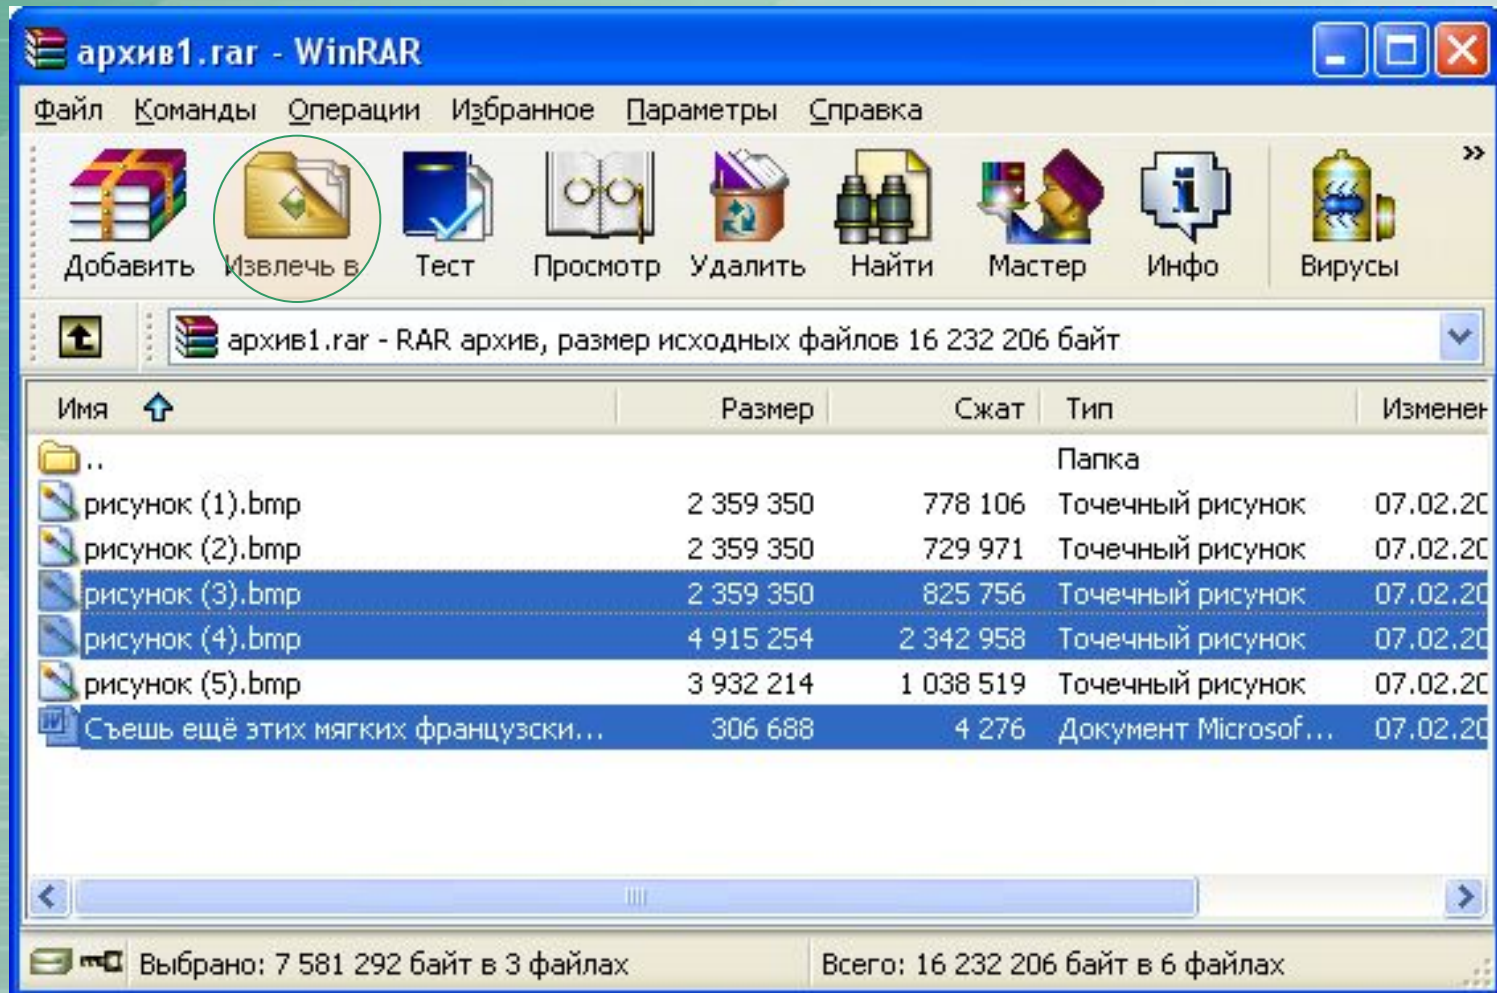 архив1.rar - WinRAR
Файл Команды Операции Избранное Параметры Справка
»
Добавить Извлечь в Тест Просмотр Удалить Найти Мастер Инфо Вирусы
архив1.rar - RAR архив, размер исходных файлов 16 232 206 байт
Имя Размер Сжат Тип Изменен
.. Папка
рисунок (1).bmp 2 359 350 778 106 Точечный рисунок 07.02.20
рисунок (2).bmp 2 359 350 729 971 Точечный рисунок 07.02.20
рисунок (3).bmp 2 359 350 825 756 Точечный рисунок 07.02.20
рисунок (4).bmp 4 915 254 2 342 958 Точечный рисунок 07.02.20
рисунок (5).bmp 3 932 214 1 038 519 Точечный рисунок 07.02.20
Съешь ещё этих мягких французски... 306 688 4 276 Документ Microsof... 07.02.20
Выбрано: 7 581 292 байт в 3 файлах Всего: 16 232 206 байт в 6 файлах